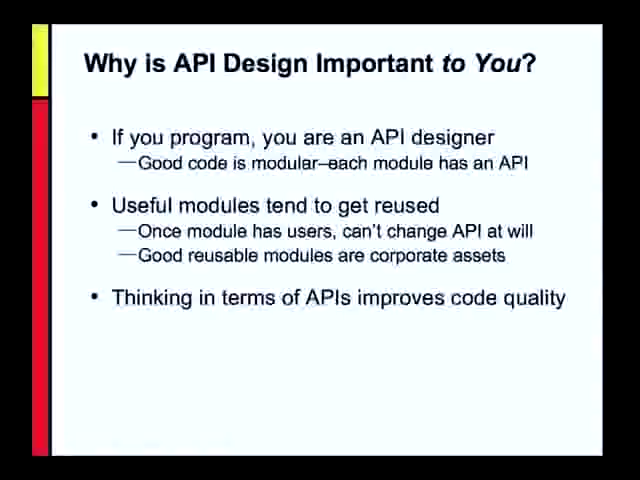 Why is API Design Important to You?
• If you program, you are an API designer
—Good code is modular–each module has an API
• Useful modules tend to get reused
—Once module has users, can't change API at will
—Good reusable modules are corporate assets
• Thinking in terms of APIs improves code quality